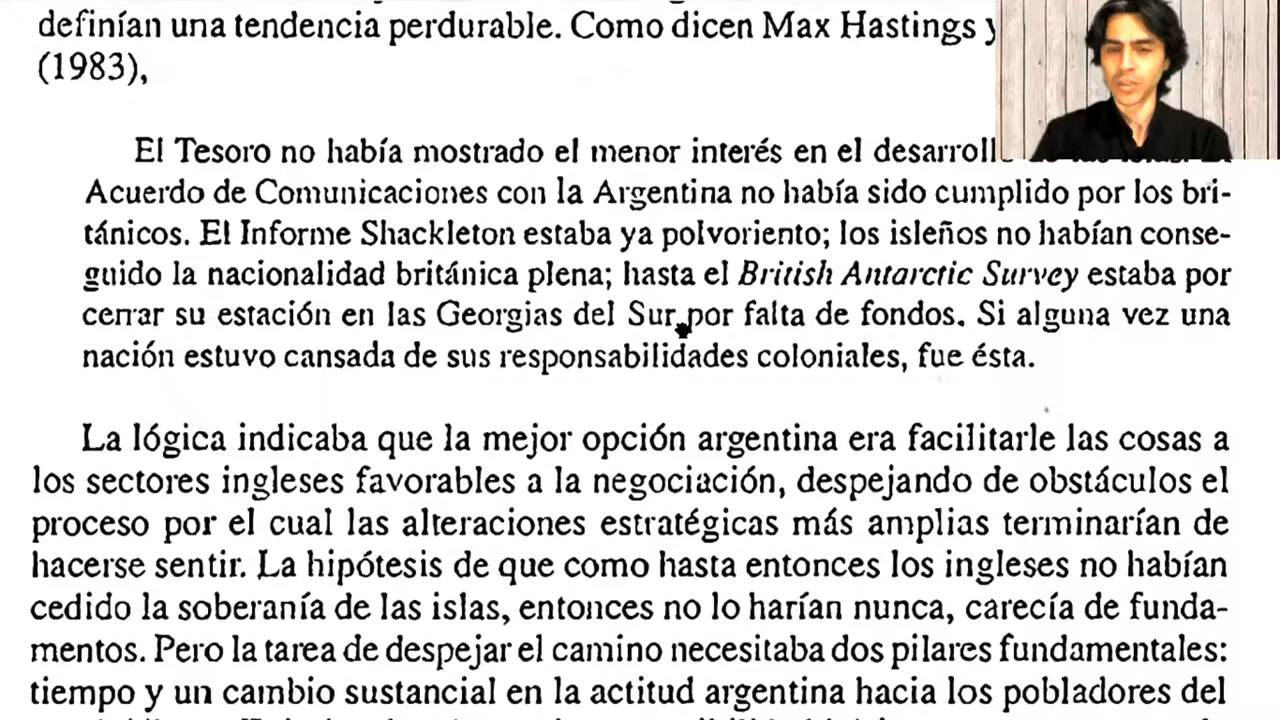 definían una tendencia perdurable. Como dicen Max Hastings y
(1983),
El Tesoro no había mostrado el menor interés en el
Acuerdo de Comunicaciones con la Argentina no había sido cumplido por los bri-
tánicos. El Informe Shackleton estaba ya polvoriento; los isleños no habían conse-
guido la nacionalidad británica plena; hasta el British Antarctic Survey estaba por
cerrar su estación en las Georgias del Sur por falta de fondos. Si alguna vez una
nación estuvo cansada de sus responsabilidades coloniales, fue ésta.
La lógica indicaba que la mejor opción argentina era facilitarle las cosas a
los sectores ingleses favorables a la negociación, despejando de obstáculos el
proceso por el cual las alteraciones estratégicas más amplias terminarían de
hacerse sentir. La hipótesis de que como hasta entonces los ingleses no habían
cedido la soberanía de las islas, entonces no lo harían nunca, carecía de funda-
mentos. Pero la tarea de despejar el camino necesitaba dos pilares fundamentales:
tiempo y un cambio sustancial en la actitud argentina hacia los pobladores del